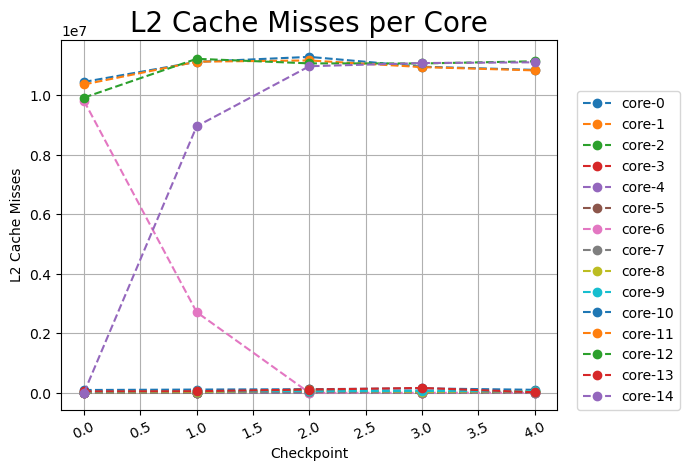 L2 Cache Misses per Core
1e7
1.0
0.8
0.6
0.4
0.2
0.0
L2 Cache Misses
0.0 0.5 1.0 1.5 2.0 2.5 3.0 3.5 4.0
Checkpoint
core-0
core-1
core-2
core-3
core-4
core-5
core-6
core-7
core-8
core-9
core-10
core-11
core-12
core-13
core-14